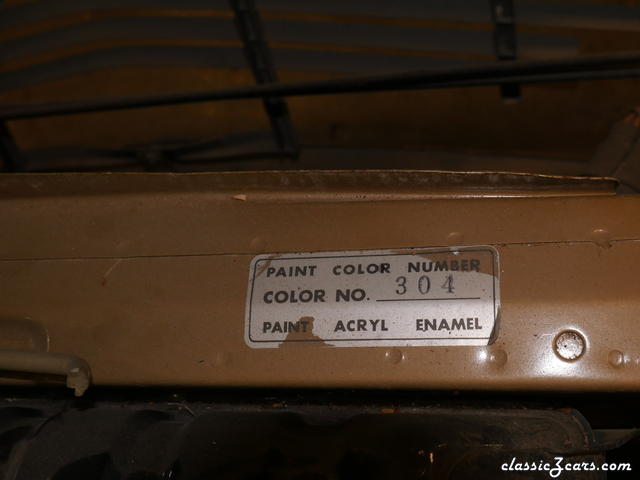 PAINT COLOR NUMBER
COLOR NO. 304
PAINT ACRYL ENAMEL
classicZcars.com